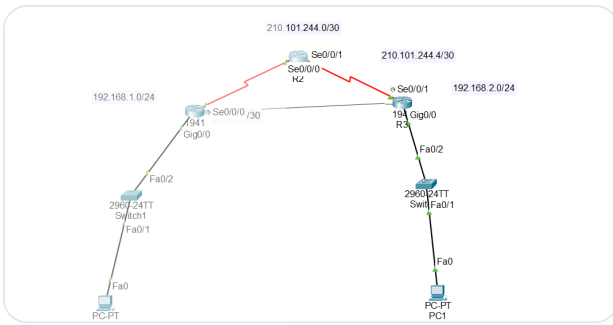 210.101.244.0/30
Se0/0/1
Se0/0/0
R2
210.101.244.4/30
Se0/0/1
192.168.2.0/24
192.168.1.0/24
Se0/0/0
/30
1941
Gig0/0
194
Gig0/0
R3
Fa0/2
Fa0/2
2960-24TT
Switch1
Fa0/1
2960-24TT
Swit
Fa0/1
Fa0
Fa0
PC-PT
PC-PT
PC1